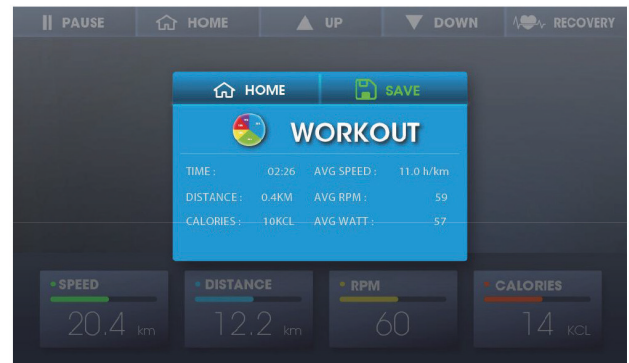 PAUSE HOME UP DOWN RECOVERY
HOME SAVE
WORKOUT
TIME : 02:26 AVG SPEED : 11.0 h/km
DISTANCE : 0.4KM AVG RPM : 59
CALORIES : 10KCL AVG WATT : 57
SPEED DISTANCE RPM CALORIES
20.4 km 12.2 km 60 14 KCL